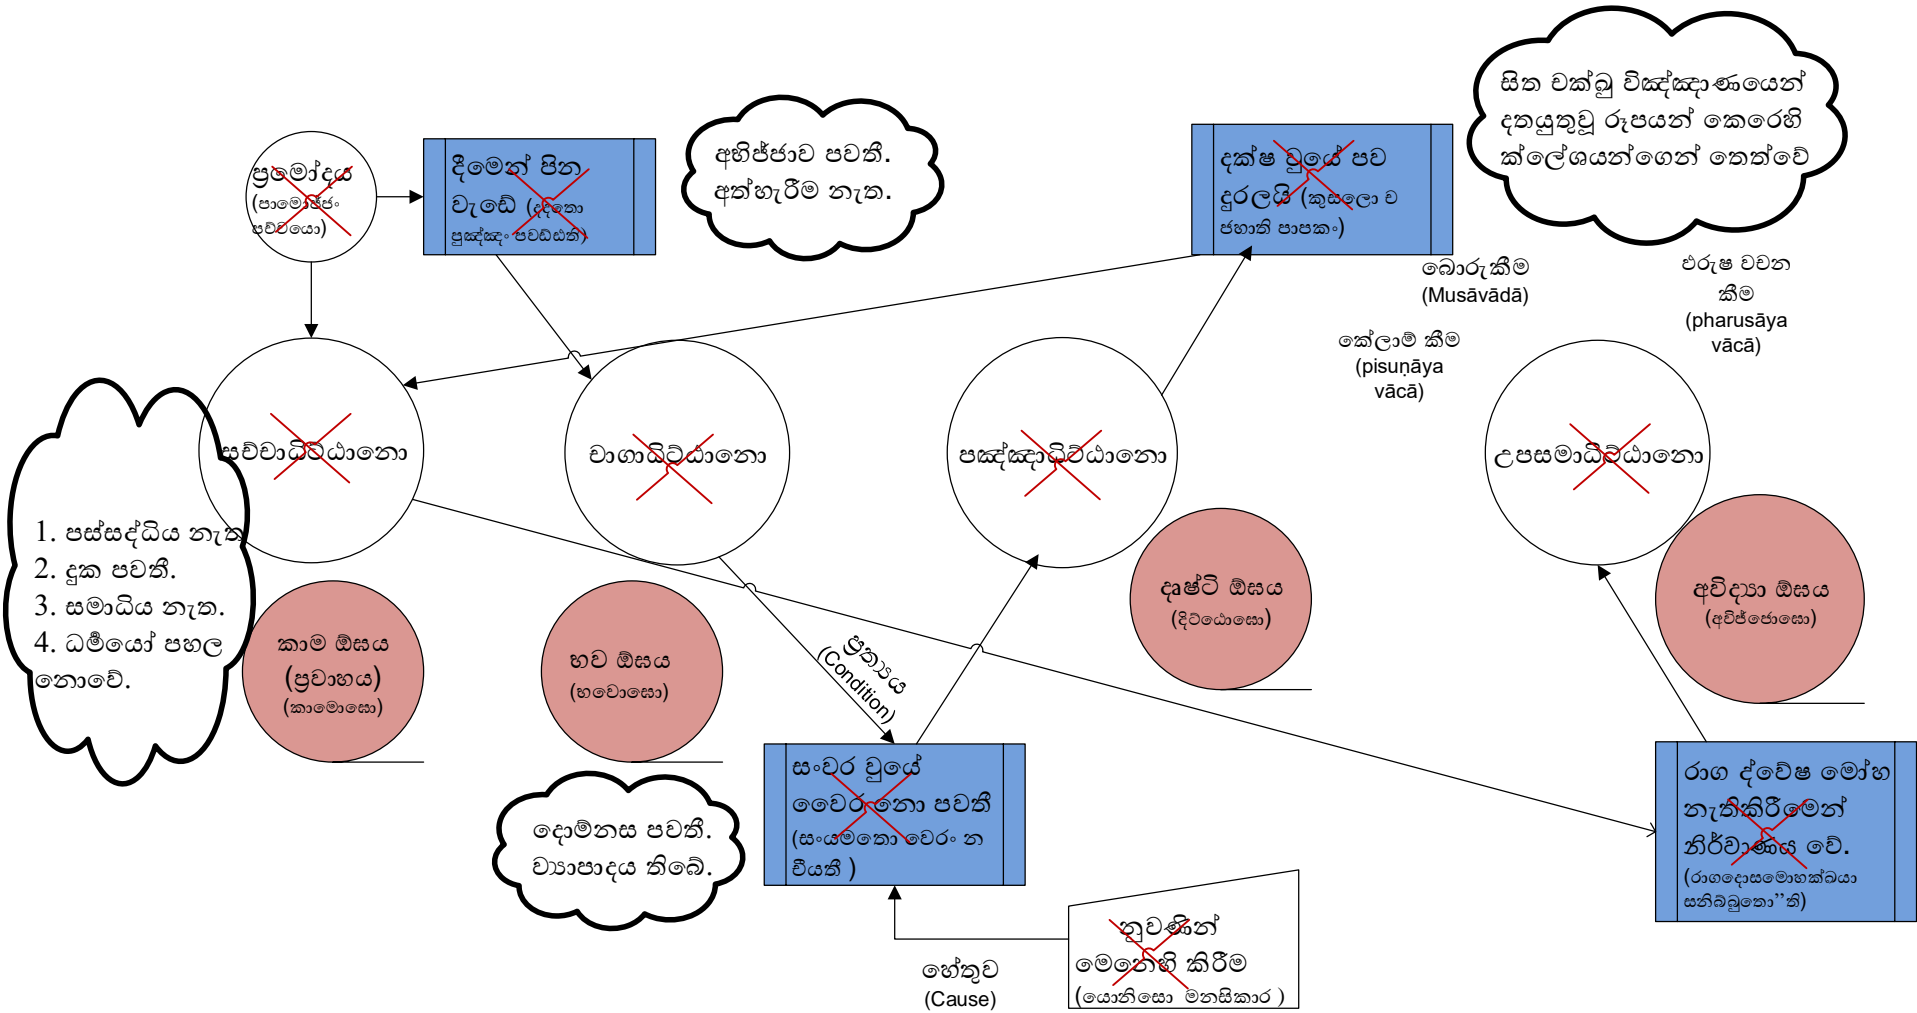 ප්‍රමෝදය
(පාමොජ්ජං
පච්චයො)
දීමෙන් පින
වැඩේ (දදතො
පුඤ්ඤං පවඩ්ඪති)
අභිජ්ජාව පවතී.
අත්හැරීම නැත.
දක්ෂ වුයේ පව
දුරලයි (කුසලො ච
ජහාති පාපකං)
සිත චක්ඛු විඤ්ඤාණයෙන්
දතයුතුවූ රූපයන් කෙරෙහි
ක්ලේශයන්ගෙන් තෙත්වේ
බොරුකීම
(Musāvādā)
ඵරුෂ වචන
කීම
(pharusāya
vācā)
කේලාම් කීම
(pisuṇāya
vācā)
සච්චාධිට්ඨානො
චාගාධිට්ඨානො
පඤ්ඤාධිට්ඨානො
උපසමාධිට්ඨානො
1. පස්සද්ධිය නැත
2. දුක පවතී.
3. සමාධිය නැත.
4. ධර්‍මයෝ පහල
නොවේ.
කාම ඕඝය
(ප්‍රවාහය)
(කාමොඝො)
භව ඕඝය
(භවොඝො)
දෘෂ්ටි ඕඝය
(දිට්ඨොඝො)
අවිද්‍යා ඕඝය
(අවිජ්ජොඝො)
ප්‍රත්‍යය
(Condition)
සංවර වුයේ
වෛර නො පවතී
(සංයමතො වෙරං න
චීයතී )
දොම්නස පවතී.
ව්‍යාපාදය තිබේ.
රාග ද්වේෂ මෝහ
නැතිකිරීමෙන්
නිර්වාණය වේ.
(රාගදොසමොහක්ඛයා
සනිබ්බුතො”ති)
නුවණින්
මෙනෙහි කිරීම
(යොනිසො මනසිකාර )
හේතුව
(Cause)